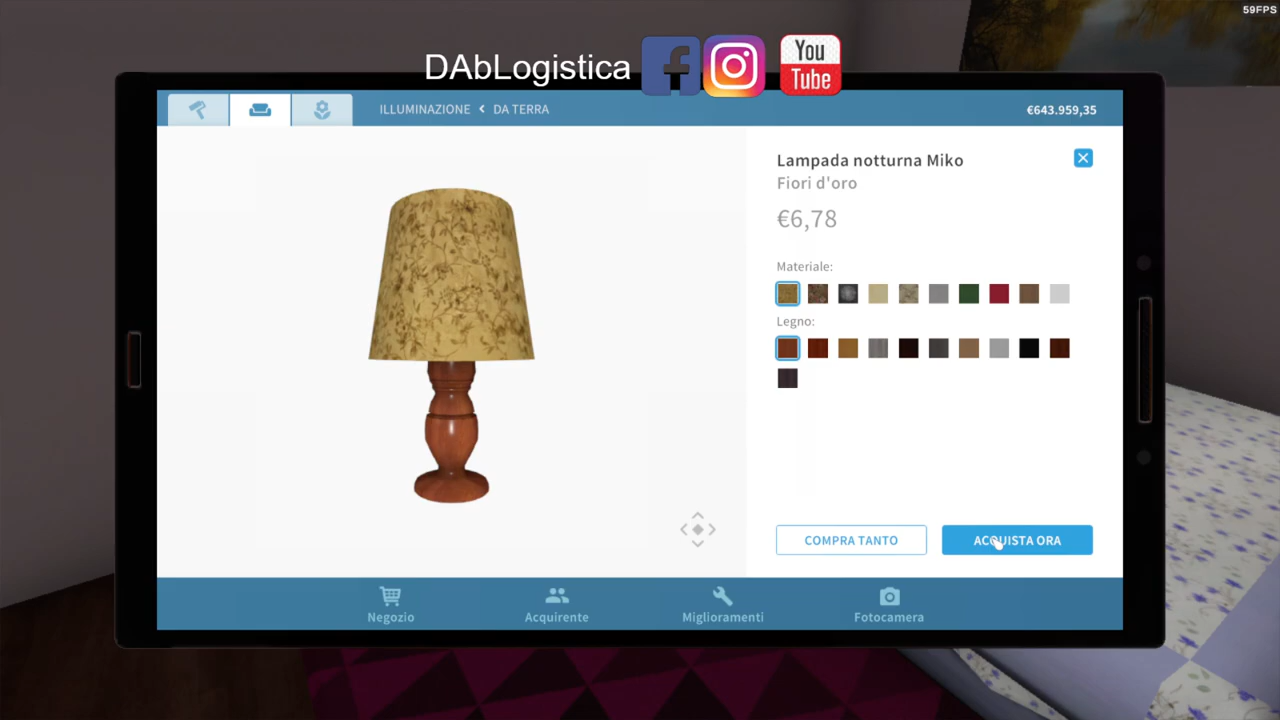 59FPS
DAbLogistica
You
Tube
ILLUMINAZIONE < DA TERRA
€643.959,35
Lampada notturna Miko
Fiori d'oro
€6,78
Materiale:
Legno:
COMPRA TANTO
ACQUISTA ORA
Negozio
Acquirente
Miglioramenti
Fotocamera